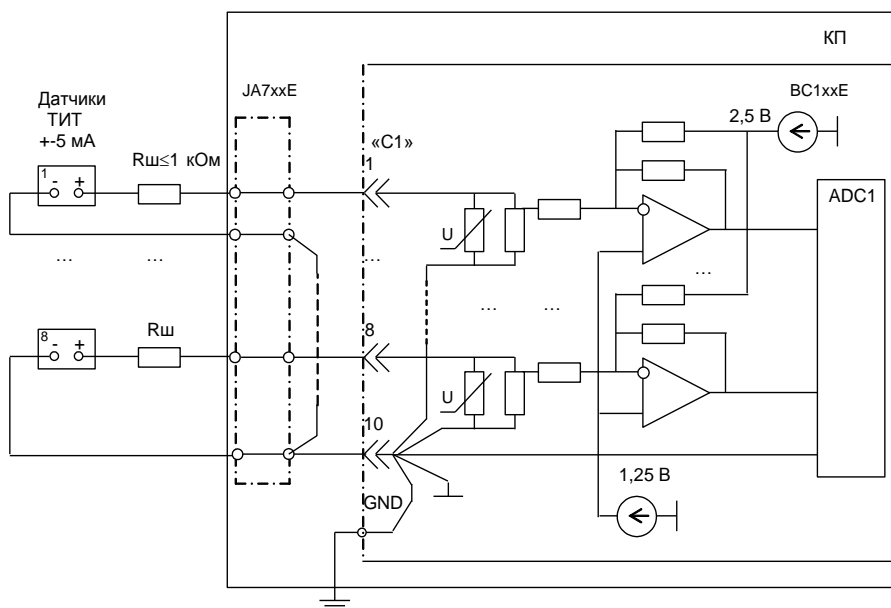 КП
Датчики
ТИТ
+-5 мА
JA7xxE
BC1xxE
2,5 В
«С1»
Rш≤1 кОм
1
1
- +
ADC1
U
...
...
...
...
...
...
8
- +
Rш
8
U
10
1,25 В
GND